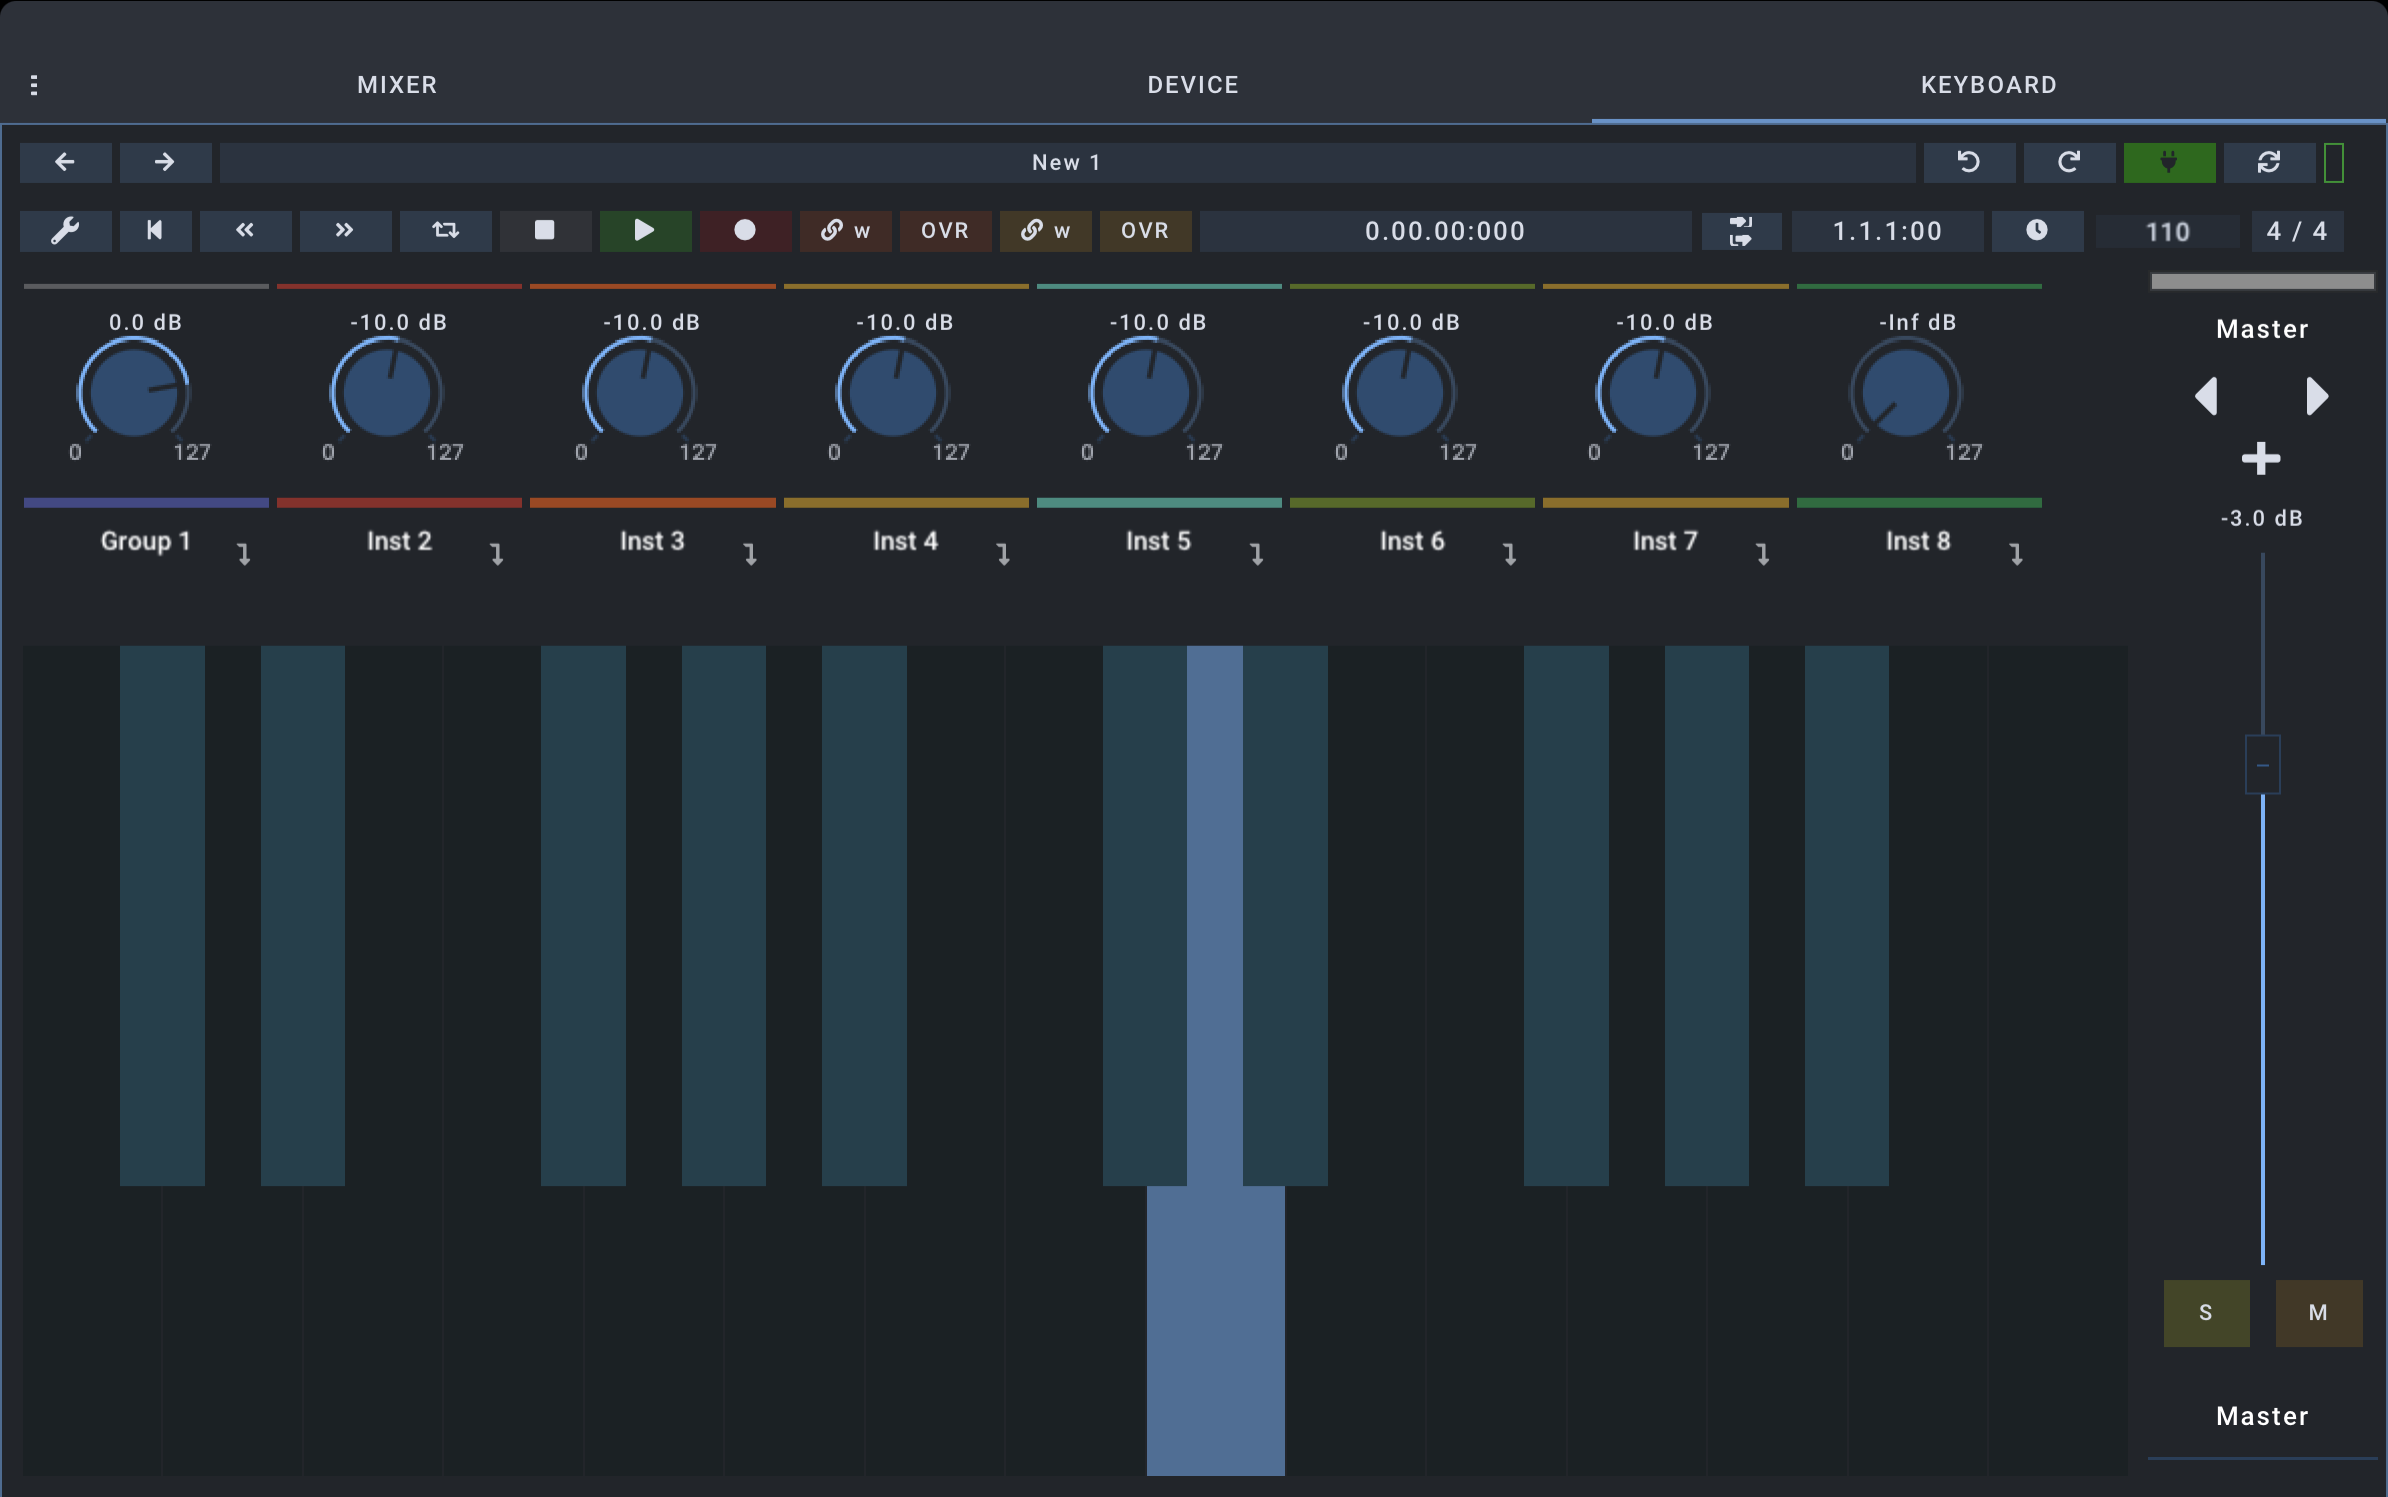 MIXER DEVICE KEYBOARD
New 1
w OVR w OVR 0.00.00:000 1.1.1:00 110 4 / 4
0.0 dB -10.0 dB -10.0 dB -10.0 dB -10.0 dB -10.0 dB -10.0 dB -Inf dB
Master
0 127 0 127 0 127 0 127 0 127 0 127 0 127 0 127
-3.0 dB
Group 1 Inst 2 Inst 3 Inst 4 Inst 5 Inst 6 Inst 7 Inst 8
S M
Master